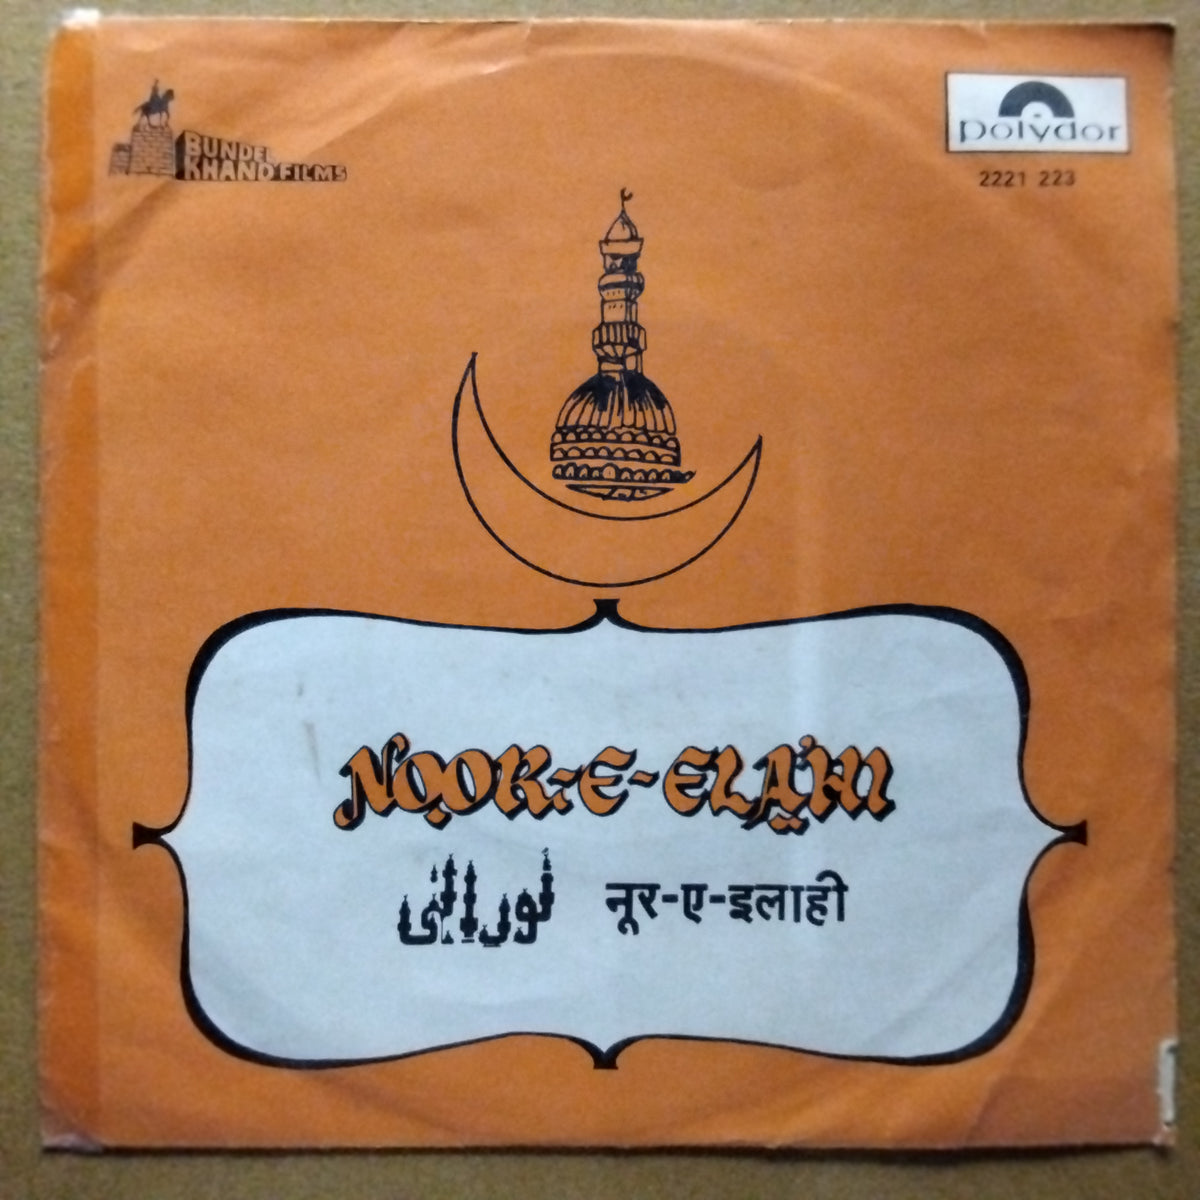 BUNDEL
KHAND FILMS
polydor
2221 223
NOOR-E-ELAHI
नूर-ए-इलाही